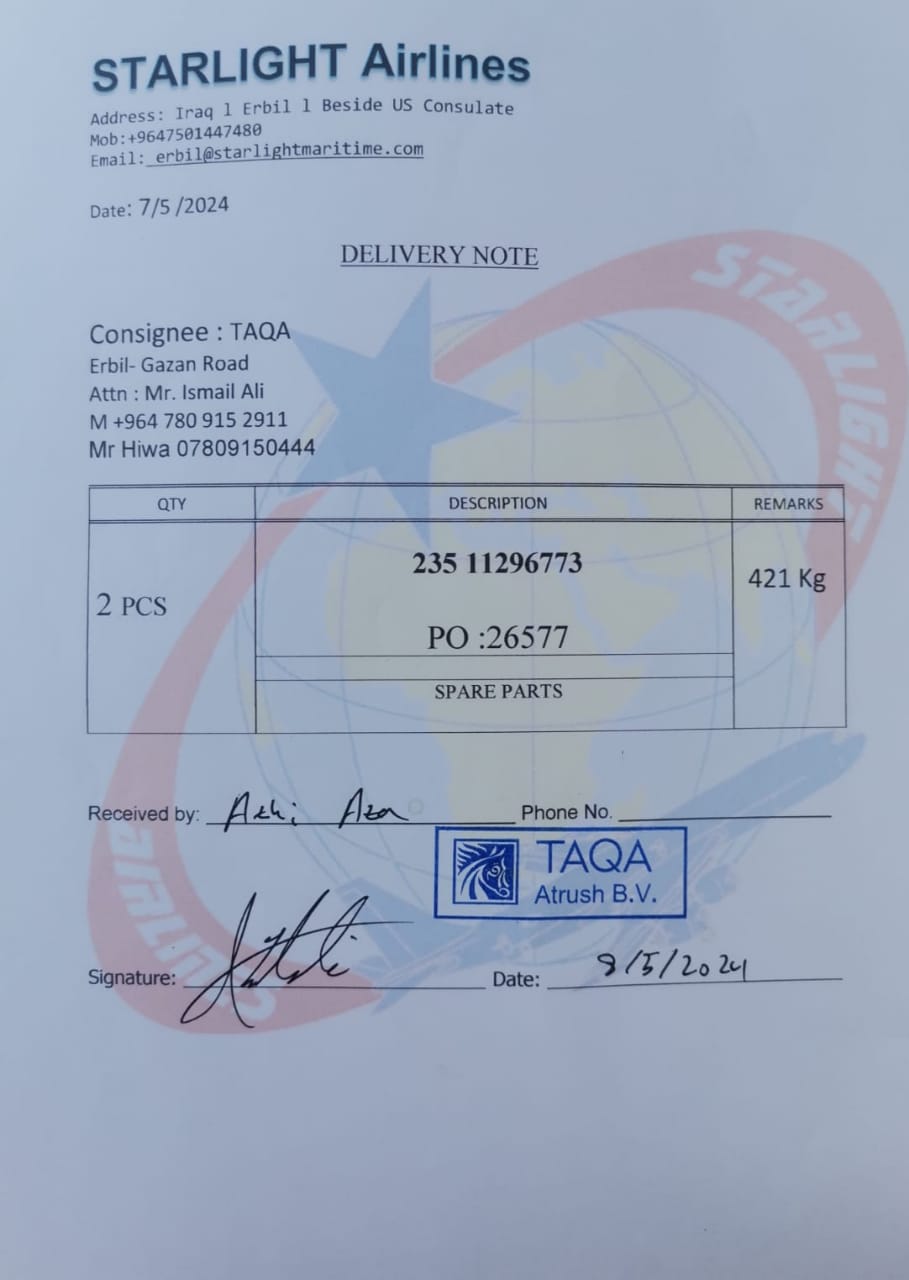 STARLIGHT Airlines
Address: Iraq l Erbil l Beside US Consulate
Mob:+9647501447480
Email: erbil@starlightmaritime.com
Date: 7/5 /2024
DELIVERY NOTE
STARLIGHT
Consignee : TAQA
Erbil- Gazan Road
Attn : Mr. Ismail Ali
M +964 780 915 2911
Mr Hiwa 07809150444
QTY DESCRIPTION REMARKS
235 11296773
2 PCS 421 Kg
PO :26577
SPARE PARTS
Received by: Phone No.
TAQA
Atrush B.V.
AIRLINES
Signature: Date: 8/5/2024